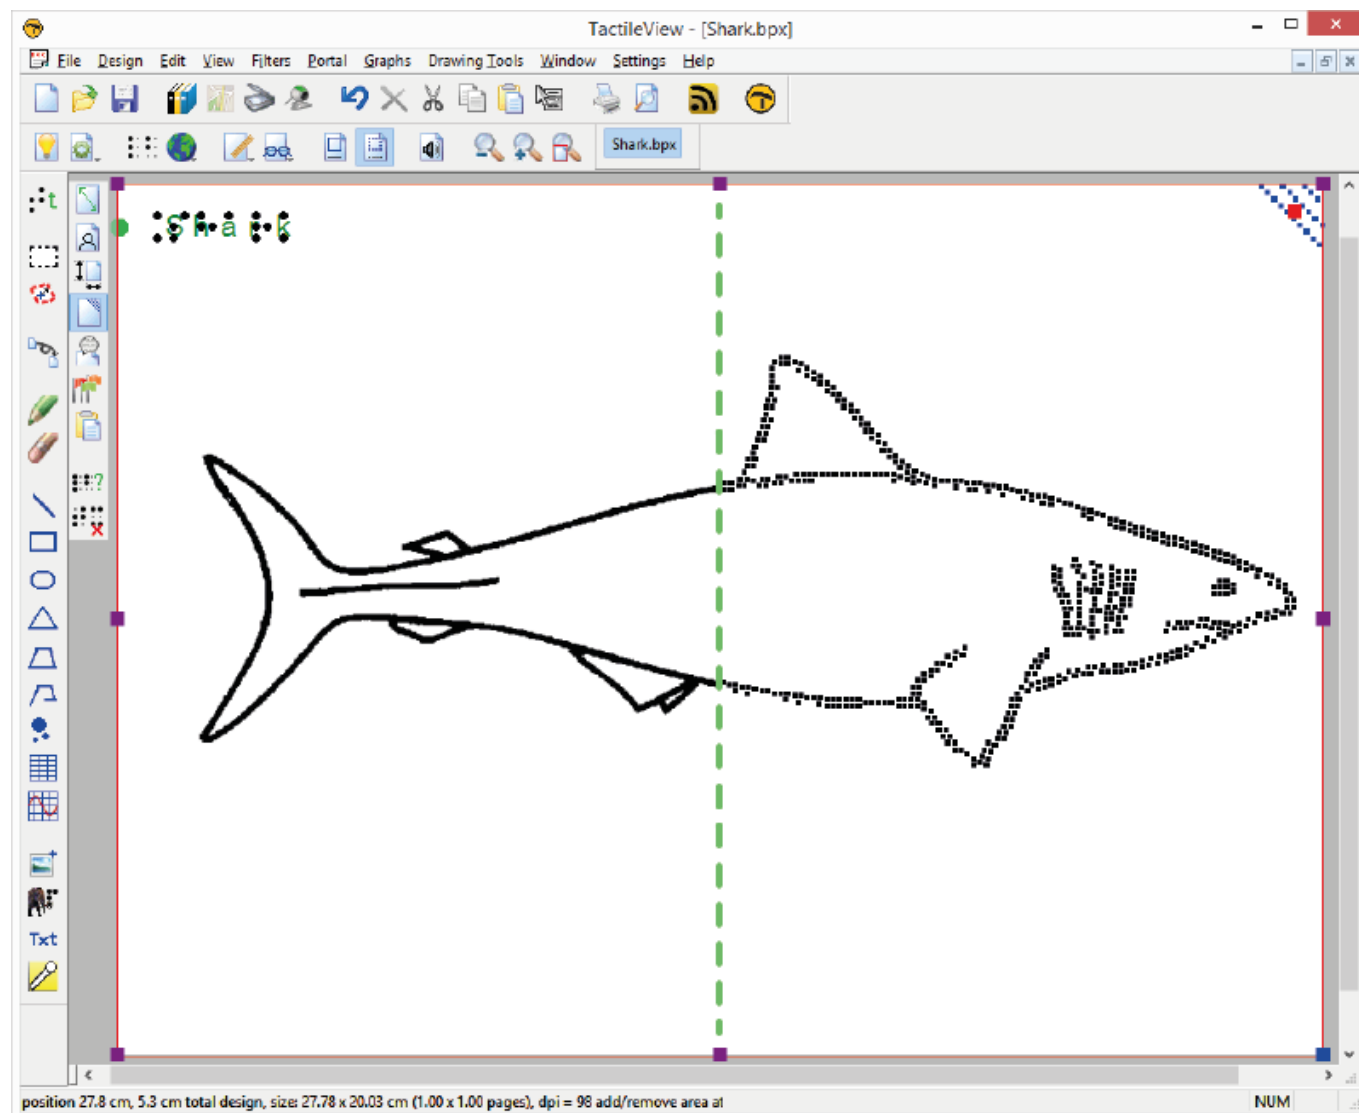 TactileView - [Shark.bpx]
File Design Edit View Filters Portal Graphs Drawing Tools Window Settings Help
Shark.bpx
t
Shark
?
Txt
position 27.8 cm, 5.3 cm total design, size: 27.78 x 20.03 cm (1.00 x 1.00 pages), dpi = 98 add/remove area at
NUM